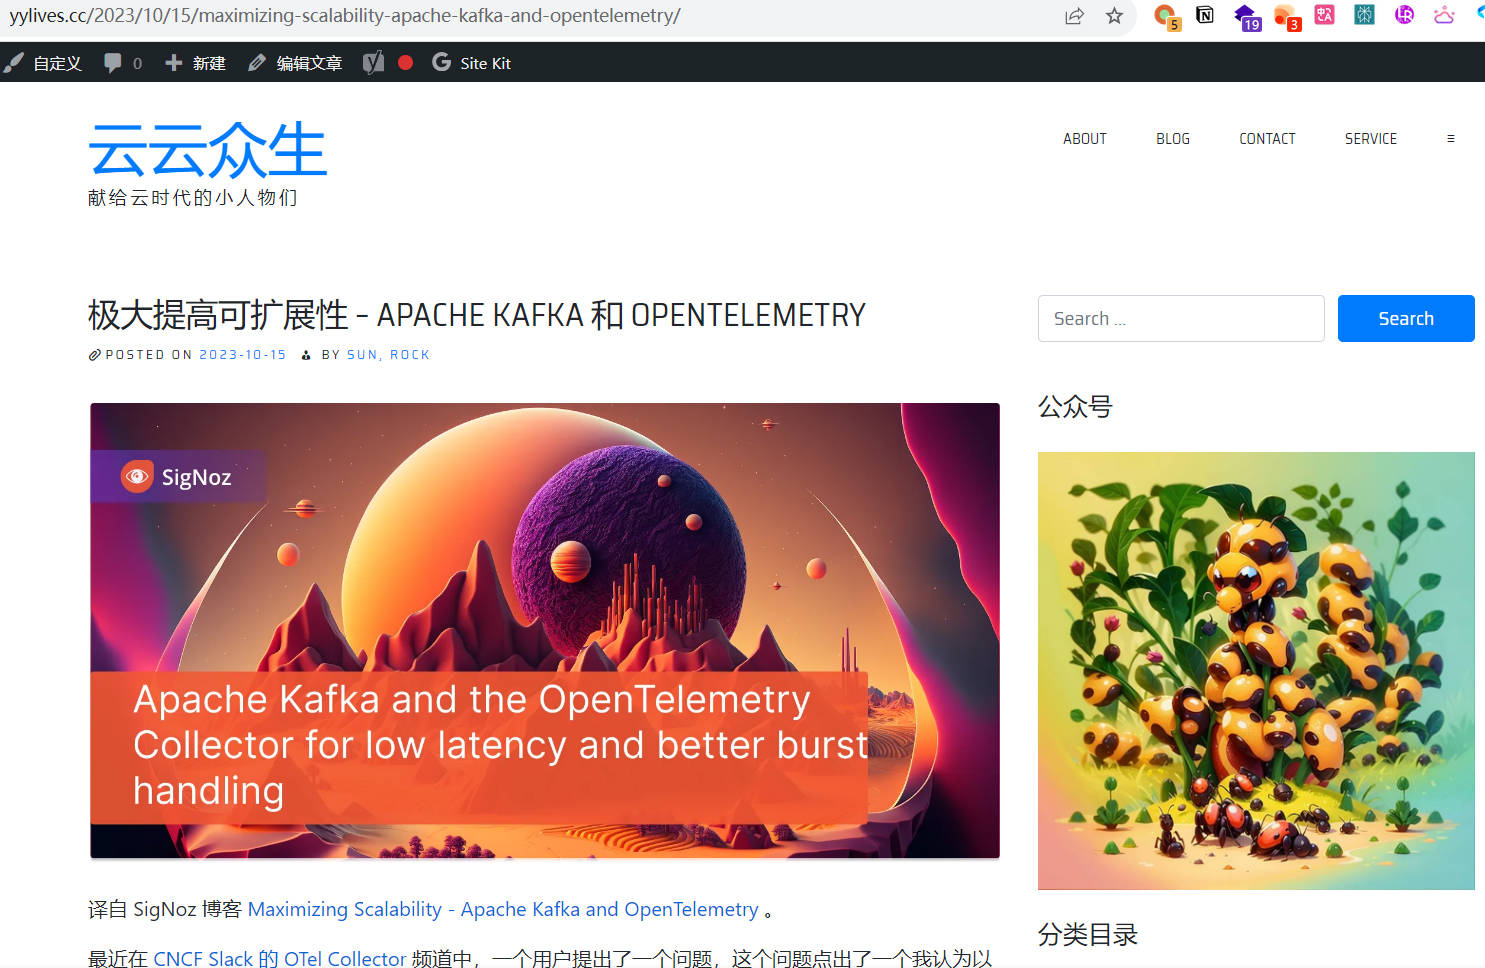 yylives.cc/2023/10/15/maximizing-scalability-apache-kafka-and-opentelemetry/
5
19
3
自定义
0
新建
编辑文章
Site Kit
云云众生
献给云时代的小人物们
ABOUT
BLOG
CONTACT
SERVICE
极大提高可扩展性 – APACHE KAFKA 和 OPENTELEMETRY
POSTED ON 2023-10-15 BY SUN, ROCK
Search ...
Search
公众号
SigNoz
Apache Kafka and the OpenTelemetry
Collector for low latency and better burst
handling
译自 SigNoz 博客 Maximizing Scalability - Apache Kafka and OpenTelemetry 。
分类目录
最近在 CNCF Slack 的 OTel Collector 频道中，一个用户提出了一个问题，这个问题点出了一个我认为以